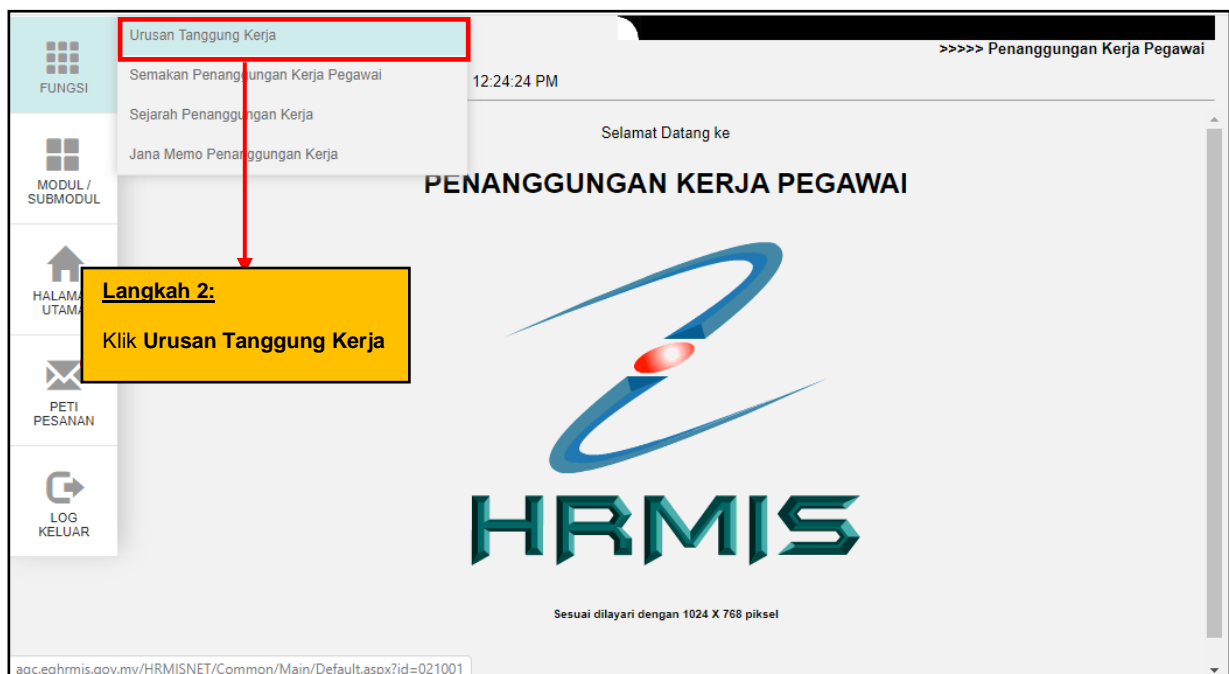 Urusan Tanggung Kerja
>>>>> Penanggungan Kerja Pegawai
FUNGSI
Semakan Penanggungan Kerja Pegawai
12:24:24 PM
Sejarah Penanggungan Kerja
Selamat Datang ke
Jana Memo Penanggungan Kerja
MODUL /
SUBMODUL
PENANGGUNGAN KERJA PEGAWAI
HALAMA
UTAMA
Langkah 2:
Klik Urusan Tanggung Kerja
PETI
PESANAN
LOG
KELUAR
HRMIS
Sesuai dilayari dengan 1024 X 768 piksel
agc.eghrmis.gov.my/HRMISNET/Common/Main/Default.aspx?id=021001